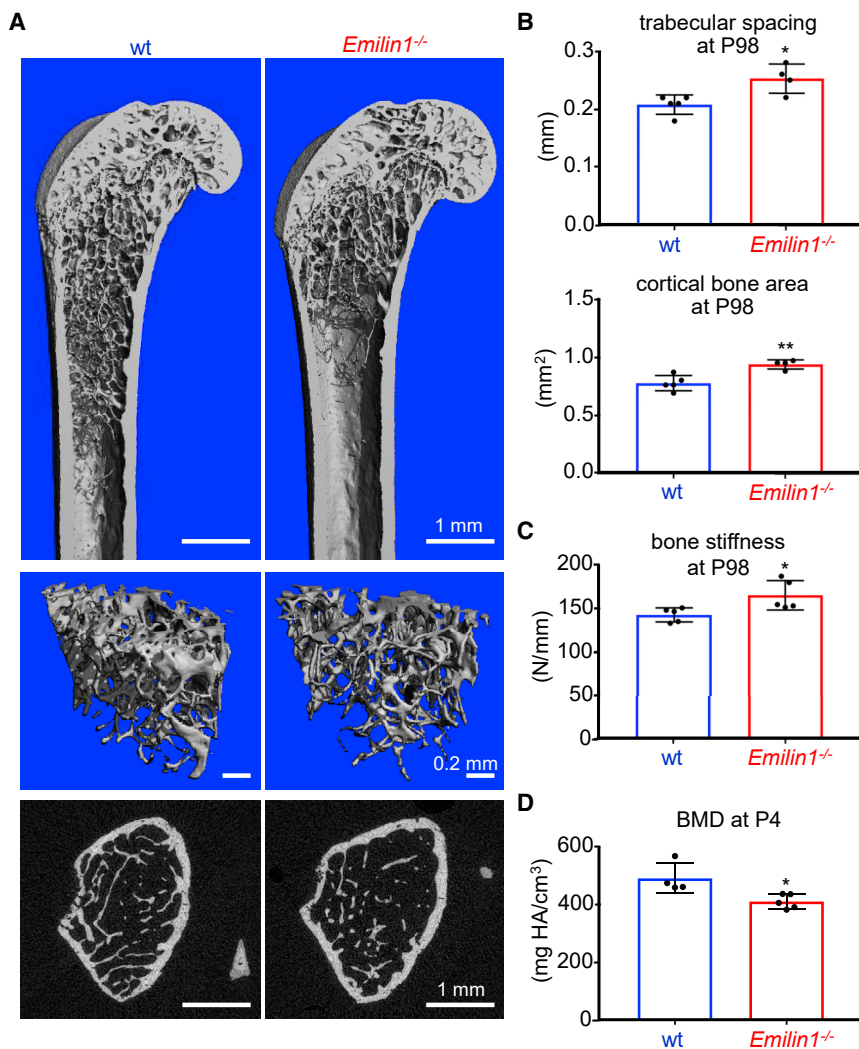 A
wt
Emilin1-/-
1 mm
0.2 mm
1 mm
B
trabecular spacing
at P98
0.3
*
0.2
0.1
0.0
(mm)
wt
Emilin1-/-
cortical bone area
at P98
1.5
**
1.0
0.5
0.0
(mm²)
wt
Emilin1-/-
C
bone stiffness
at P98
200
*
150
100
50
0
(N/mm)
wt
Emilin1-/-
D
BMD at P4
600
*
400
200
0
(mg HA/cm³)
wt
Emilin1-/-